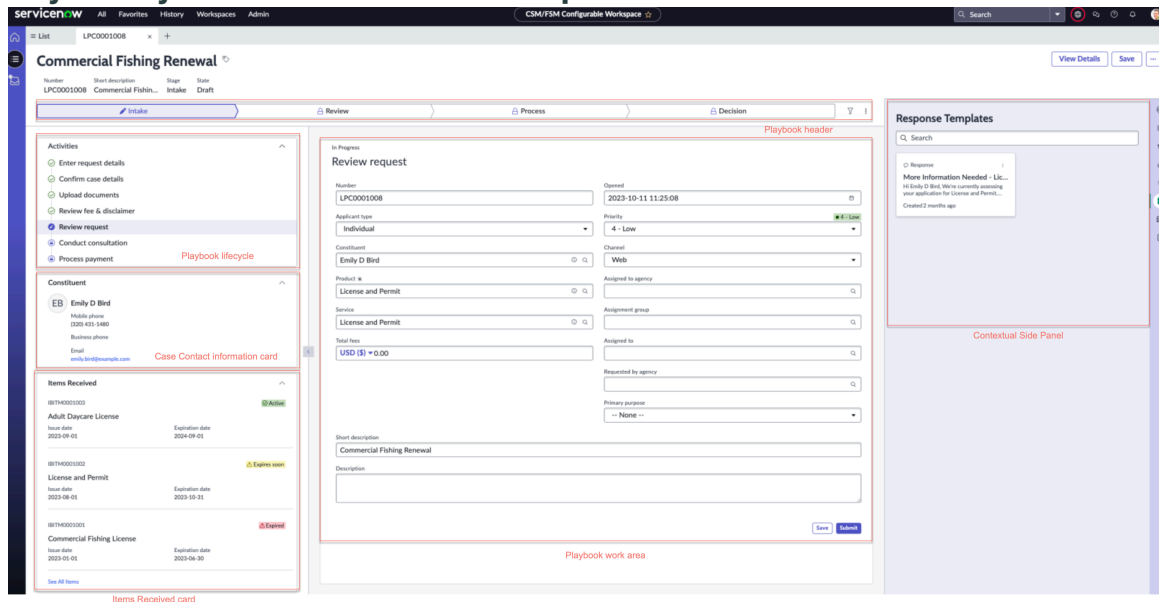 servicenow All Favorites History Workspaces Admin CSM/FSM Configurable Workspace Search
List LPC0001008 × +
Commercial Fishing Renewal View Details Save
Number Short description Stage State
LPC0001008 Commercial Fishin... Intake Draft
Intake Review Process Decision
Playbook header
Activities
Enter request details
Confirm case details
Upload documents
Review fee & disclaimer
Review request
Conduct consultation
Process payment
Playbook lifecycle
Constituent
EB Emily D Bird
Mobile phone
(320) 431-1480
Business phone
Email
emily.bird@example.com
Case Contact information card
Items Received
IBITM0001003 Active
Adult Daycare License
Issue date Expiration date
2023-09-01 2024-09-01
IBITM0001002 Expires soon
License and Permit
Issue date Expiration date
2023-08-01 2023-10-31
IBITM0001001 Expired
Commercial Fishing License
Issue date Expiration date
2023-01-01 2023-06-30
See All Items
Items Received card
In Progress
Review request
Number Opened
LPC0001008 2023-10-11 11:25:08
Applicant type Priority 4 - Low
Individual 4 - Low
Constituent Channel
Emily D Bird Web
Product Assigned to agency
License and Permit
Service Assignment group
License and Permit
Total fees Assigned to
USD ($) 0.00
Requested by agency
Primary purpose
-- None --
Short description
Commercial Fishing Renewal
Description
Save Submit
Playbook work area
Response Templates
Search
Response
More Information Needed - Lic...
Hi Emily D Bird, We're currently assessing
your application for License and Permit....
Created 2 months ago
Contextual Side Panel